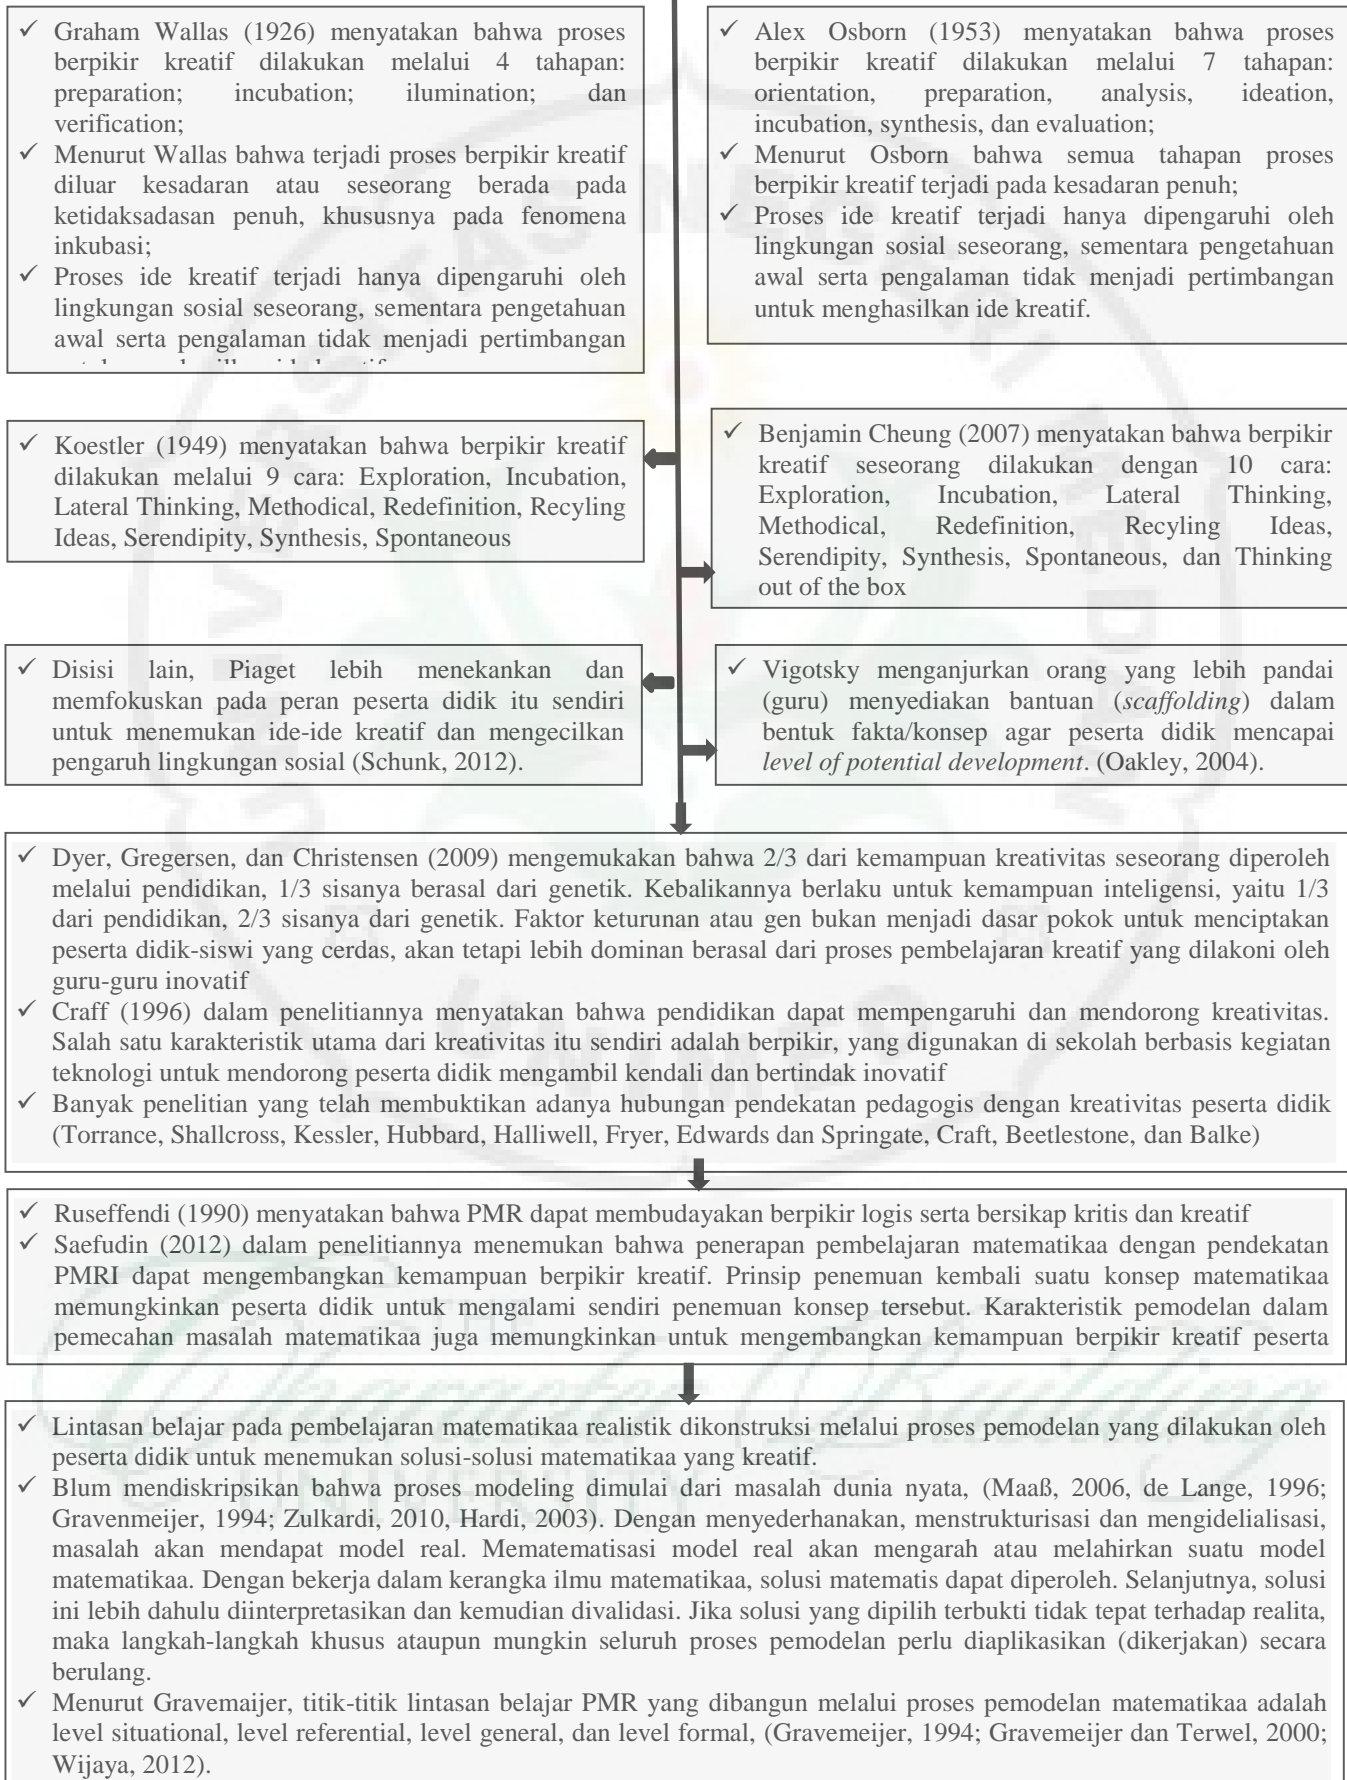 ✓ Graham Wallas (1926) menyatakan bahwa proses
berpikir kreatif dilakukan melalui 4 tahapan:
preparation; incubation; ilumination; dan
verification;
✓ Menurut Wallas bahwa terjadi proses berpikir kreatif
diluar kesadaran atau seseorang berada pada
ketidaksadasan penuh, khususnya pada fenomena
inkubasi;
✓ Proses ide kreatif terjadi hanya dipengaruhi oleh
lingkungan sosial seseorang, sementara pengetahuan
awal serta pengalaman tidak menjadi pertimbangan
✓ Alex Osborn (1953) menyatakan bahwa proses
berpikir kreatif dilakukan melalui 7 tahapan:
orientation, preparation, analysis, ideation,
incubation, synthesis, dan evaluation;
✓ Menurut Osborn bahwa semua tahapan proses
berpikir kreatif terjadi pada kesadaran penuh;
✓ Proses ide kreatif terjadi hanya dipengaruhi oleh
lingkungan sosial seseorang, sementara pengetahuan
awal serta pengalaman tidak menjadi pertimbangan
untuk menghasilkan ide kreatif.
✓ Koestler (1949) menyatakan bahwa berpikir kreatif
dilakukan melalui 9 cara: Exploration, Incubation,
Lateral Thinking, Methodical, Redefinition, Recyling
Ideas, Serendipity, Synthesis, Spontaneous
✓ Benjamin Cheung (2007) menyatakan bahwa berpikir
kreatif seseorang dilakukan dengan 10 cara:
Exploration, Incubation, Lateral Thinking,
Methodical, Redefinition, Recyling Ideas,
Serendipity, Synthesis, Spontaneous, dan Thinking
out of the box
✓ Disisi lain, Piaget lebih menekankan dan
memfokuskan pada peran peserta didik itu sendiri
untuk menemukan ide-ide kreatif dan mengecilkan
pengaruh lingkungan sosial (Schunk, 2012).
✓ Vigotsky menganjurkan orang yang lebih pandai
(guru) menyediakan bantuan (scaffolding) dalam
bentuk fakta/konsep agar peserta didik mencapai
level of potential development. (Oakley, 2004).
✓ Dyer, Gregersen, dan Christensen (2009) mengemukakan bahwa 2/3 dari kemampuan kreativitas seseorang diperoleh
melalui pendidikan, 1/3 sisanya berasal dari genetik. Kebalikannya berlaku untuk kemampuan inteligensi, yaitu 1/3
dari pendidikan, 2/3 sisanya dari genetik. Faktor keturunan atau gen bukan menjadi dasar pokok untuk menciptakan
peserta didik-siswi yang cerdas, akan tetapi lebih dominan berasal dari proses pembelajaran kreatif yang dilakoni oleh
guru-guru inovatif
✓ Craff (1996) dalam penelitiannya menyatakan bahwa pendidikan dapat mempengaruhi dan mendorong kreativitas.
Salah satu karakteristik utama dari kreativitas itu sendiri adalah berpikir, yang digunakan di sekolah berbasis kegiatan
teknologi untuk mendorong peserta didik mengambil kendali dan bertindak inovatif
✓ Banyak penelitian yang telah membuktikan adanya hubungan pendekatan pedagogis dengan kreativitas peserta didik
(Torrance, Shallcross, Kessler, Hubbard, Halliwell, Fryer, Edwards dan Springate, Craft, Beetlestone, dan Balke)
✓ Ruseffendi (1990) menyatakan bahwa PMR dapat membudayakan berpikir logis serta bersikap kritis dan kreatif
✓ Saefudin (2012) dalam penelitiannya menemukan bahwa penerapan pembelajaran matematikaa dengan pendekatan
PMRI dapat mengembangkan kemampuan berpikir kreatif. Prinsip penemuan kembali suatu konsep matematikaa
memungkinkan peserta didik untuk mengalami sendiri penemuan konsep tersebut. Karakteristik pemodelan dalam
pemecahan masalah matematikaa juga memungkinkan untuk mengembangkan kemampuan berpikir kreatif peserta
✓ Lintasan belajar pada pembelajaran matematikaa realistik dikonstruksi melalui proses pemodelan yang dilakukan oleh
peserta didik untuk menemukan solusi-solusi matematikaa yang kreatif.
✓ Blum mendiskripsikan bahwa proses modeling dimulai dari masalah dunia nyata, (Maaß, 2006, de Lange, 1996;
Gravenmeijer, 1994; Zulkardi, 2010, Hardi, 2003). Dengan menyederhanakan, menstrukturisasi dan mengidelialisasi,
masalah akan mendapat model real. Mematematisasi model real akan mengarah atau melahirkan suatu model
matematikaa. Dengan bekerja dalam kerangka ilmu matematikaa, solusi matematis dapat diperoleh. Selanjutnya, solusi
ini lebih dahulu diinterpretasikan dan kemudian divalidasi. Jika solusi yang dipilih terbukti tidak tepat terhadap realita,
maka langkah-langkah khusus ataupun mungkin seluruh proses pemodelan perlu diaplikasikan (dikerjakan) secara
berulang.
✓ Menurut Gravemaijer, titik-titik lintasan belajar PMR yang dibangun melalui proses pemodelan matematikaa adalah
level situational, level referential, level general, dan level formal, (Gravemeijer, 1994; Gravemeijer dan Terwel, 2000;
Wijaya, 2012).
UNIVERSITAS NEGERI MEDAN
UNIMED
THE
Character Building
UNIVERSITY